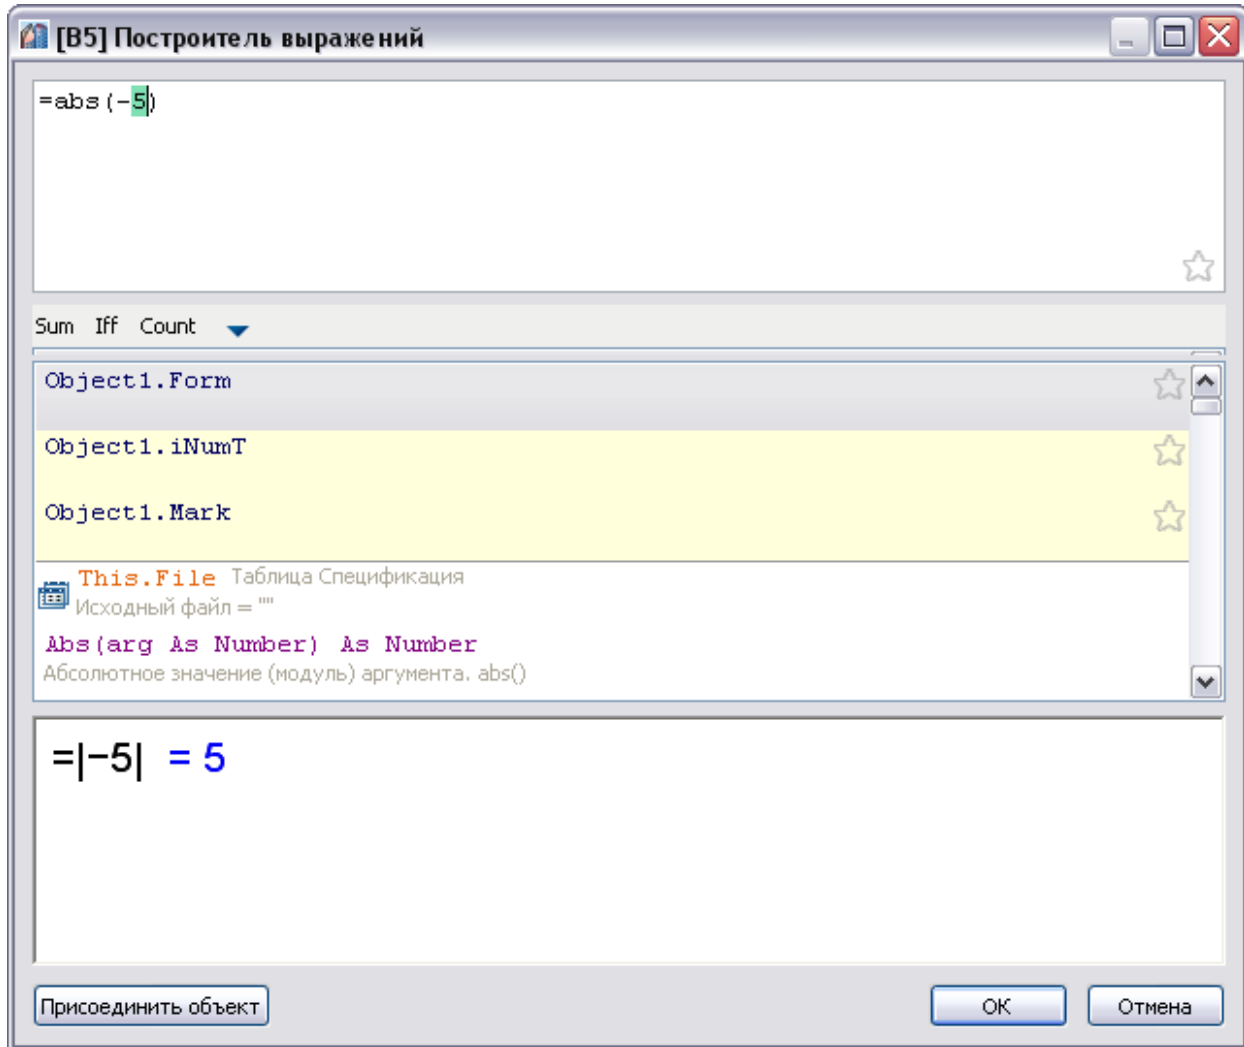 [B5] Построитель выражений
=abs(-5)
Sum Iff Count
Object1.Form
Object1.iNumT
Object1.Mark
This.File Таблица Спецификация
Исходный файл = ""
Abs(arg As Number) As Number
Абсолютное значение (модуль) аргумента. abs()
=|−5| = 5
Присоединить объект OK Отмена